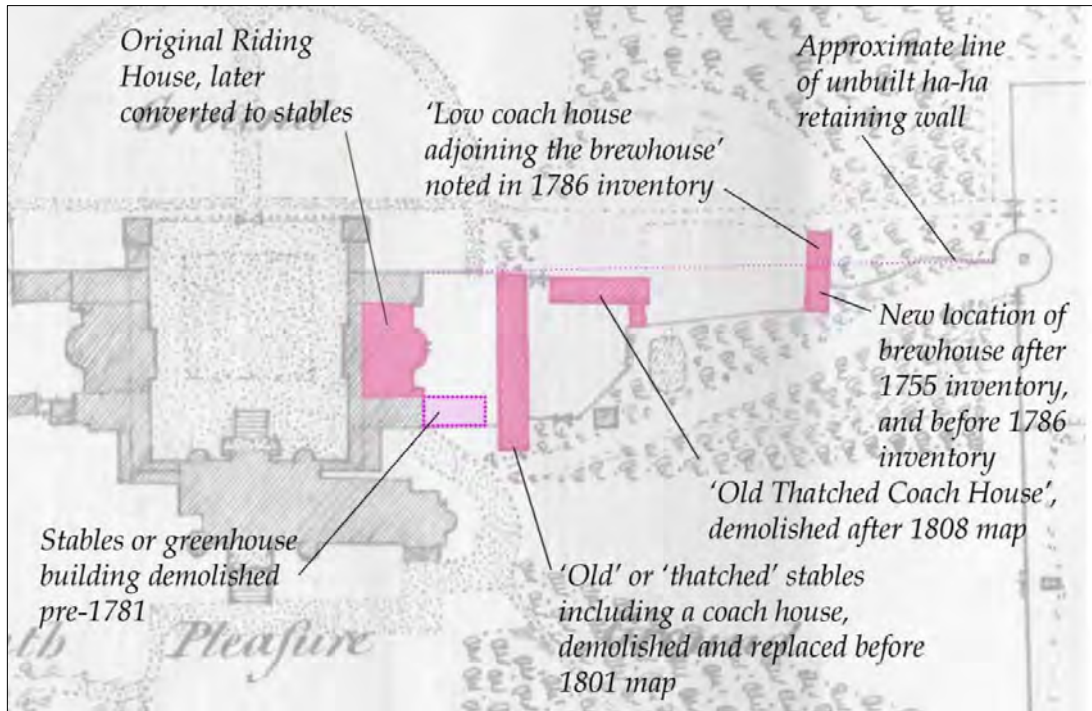 Original Riding
House, later
converted to stables
'Low coach house
adjoining the brewhouse'
noted in 1786 inventory
Approximate line
of unbuilt ha-ha
retaining wall
New location of
brewhouse after
1755 inventory,
and before 1786
inventory
'Old Thatched Coach House',
demolished after 1808 map
Stables or greenhouse
building demolished
pre-1781
'Old' or 'thatched' stables
including a coach house,
demolished and replaced before
1801 map
Pleaſure